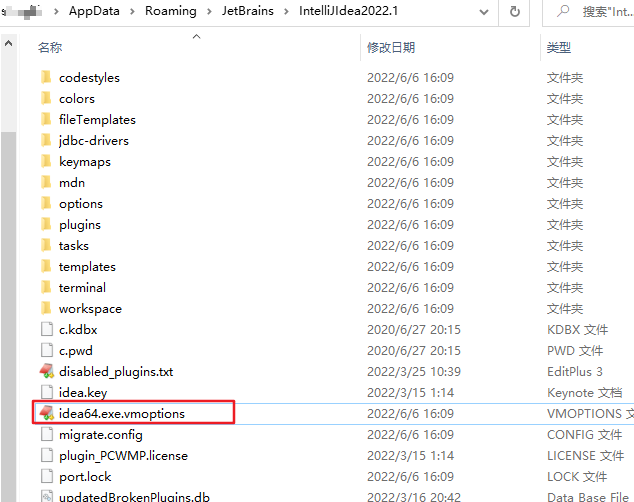 AppData › Roaming › JetBrains › IntelliJIdea2022.1 搜索"Int...
名称 修改日期 类型
codestyles 2022/6/6 16:09 文件夹
colors 2022/6/6 16:09 文件夹
fileTemplates 2022/6/6 16:09 文件夹
jdbc-drivers 2022/6/6 16:09 文件夹
keymaps 2022/6/6 16:09 文件夹
mdn 2022/6/6 16:09 文件夹
options 2022/6/6 16:09 文件夹
plugins 2022/6/6 16:09 文件夹
tasks 2022/6/6 16:09 文件夹
templates 2022/6/6 16:09 文件夹
terminal 2022/6/6 16:09 文件夹
workspace 2022/6/6 16:09 文件夹
c.kdbx 2020/6/27 20:15 KDBX 文件
c.pwd 2020/6/27 20:15 PWD 文件
disabled_plugins.txt 2022/3/25 10:39 EditPlus 3
idea.key 2022/3/15 1:14 Keynote 文档
idea64.exe.vmoptions 2022/6/6 16:09 VMOPTIONS 文
migrate.config 2022/6/6 16:09 CONFIG 文件
plugin_PCWMP.license 2022/3/15 1:14 LICENSE 文件
port.lock 2022/6/6 16:09 LOCK 文件
updatedBrokenPlugins.db 2022/3/16 20:42 Data Base File